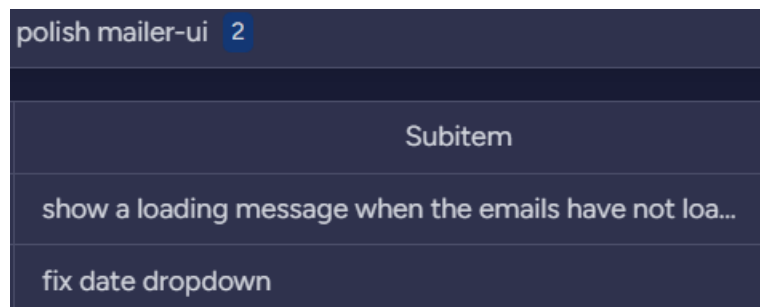 polish mailer-ui 2
Subitem
show a loading message when the emails have not loa...
fix date dropdown